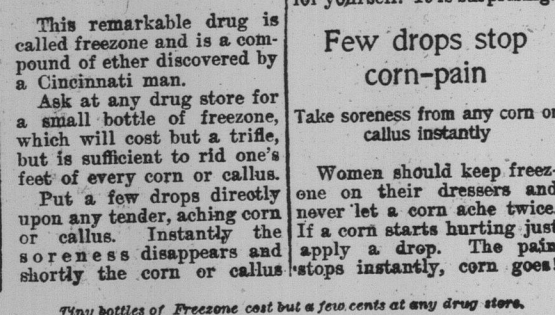 This remarkable drug is
called freezone and is a com-
pound of ether discovered by
a Cincinnati man.
Ask at any drug store for
a small bottle of freezone,
which will cost but a trifle,
but is sufficient to rid one's
feet of every corn or callus.
Put a few drops directly
upon any tender, aching corn
or callus. Instantly the
soreness disappears and
shortly the corn or callus
Few drops stop
corn-pain
Take soreness from any corn or
callus instantly
Women should keep freez-
one on their dressers and
never let a corn ache twice.
If a corn starts hurting just
apply a drop. The pain
stops instantly, corn goes!
Tiny bottles of Freezone cost but a few cents at any drug store.